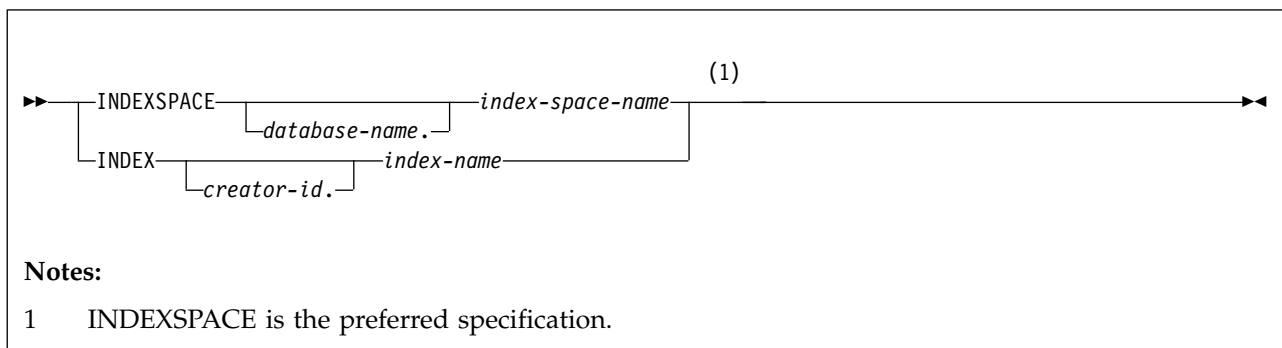 (1)
INDEXSPACE index-space-name
database-name.
INDEX index-name
creator-id.
Notes:
1 INDEXSPACE is the preferred specification.